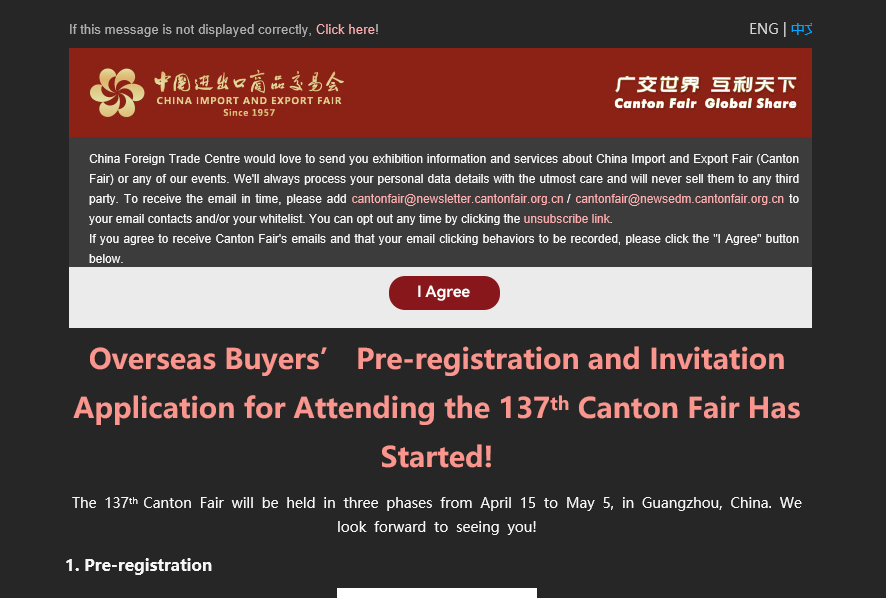 If this message is not displayed correctly, Click here!
ENG | 中文
中国进出口商品交易会
CHINA IMPORT AND EXPORT FAIR
Since 1957
广交世界 互利天下
Canton Fair Global Share
China Foreign Trade Centre would love to send you exhibition information and services about China Import and Export Fair (Canton
Fair) or any of our events. We'll always process your personal data details with the utmost care and will never sell them to any third
party. To receive the email in time, please add cantonfair@newsletter.cantonfair.org.cn / cantonfair@newsedm.cantonfair.org.cn to
your email contacts and/or your whitelist. You can opt out any time by clicking the unsubscribe link.
If you agree to receive Canton Fair's emails and that your email clicking behaviors to be recorded, please click the "I Agree" button
below.
I Agree
Overseas Buyers’ Pre-registration and Invitation
Application for Attending the 137th Canton Fair Has
Started!
The 137th Canton Fair will be held in three phases from April 15 to May 5, in Guangzhou, China. We
look forward to seeing you!
1. Pre-registration